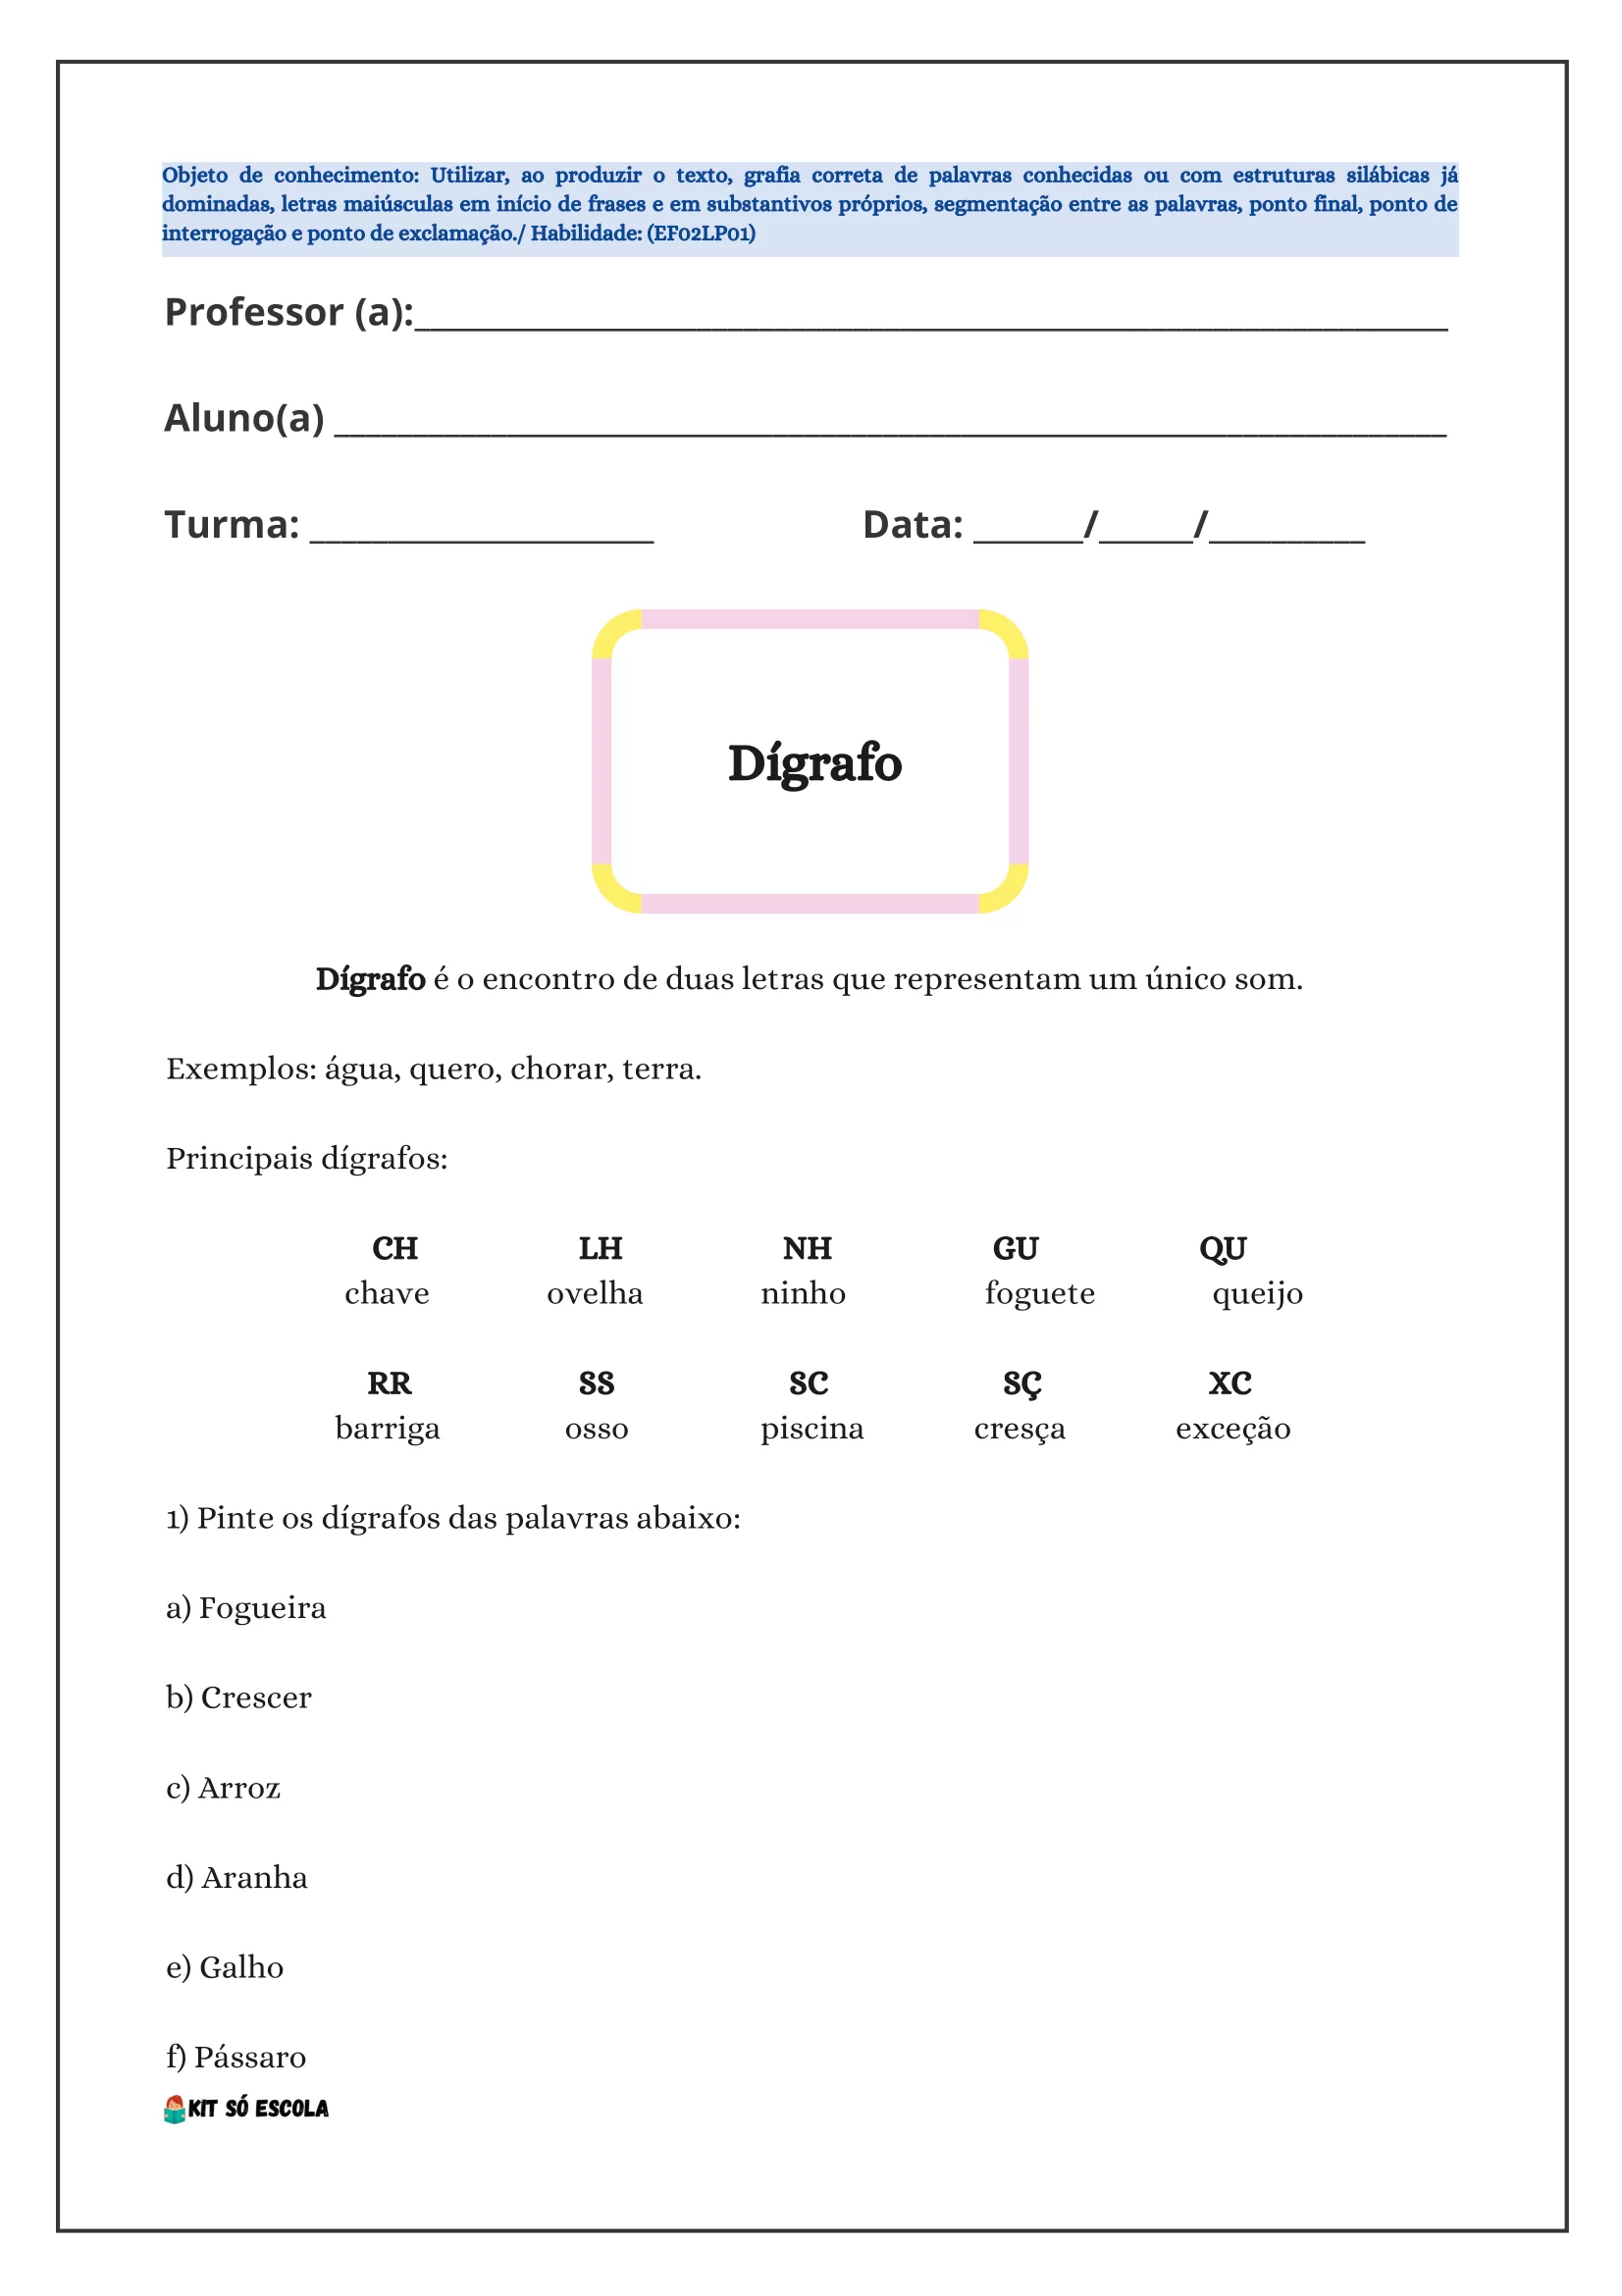 Objeto de conhecimento: Utilizar, ao produzir o texto, grafia correta de palavras conhecidas ou com estruturas silábicas já
dominadas, letras maiúsculas em início de frases e em substantivos próprios, segmentação entre as palavras, ponto final, ponto de
interrogação e ponto de exclamação./ Habilidade: (EF02LP01)
Professor (a):__________________________________________________________________
Aluno(a) _______________________________________________________________________
Turma: ______________________ Data: _______/______/__________
Dígrafo
Dígrafo é o encontro de duas letras que representam um único som.
Exemplos: água, quero, chorar, terra.
Principais dígrafos:
CH LH NH GU QU
chave ovelha ninho foguete queijo
RR SS SC SÇ XC
barriga osso piscina cresça exceção
1) Pinte os dígrafos das palavras abaixo:
a) Fogueira
b) Crescer
c) Arroz
d) Aranha
e) Galho
f) Pássaro
KIT SÓ ESCOLA